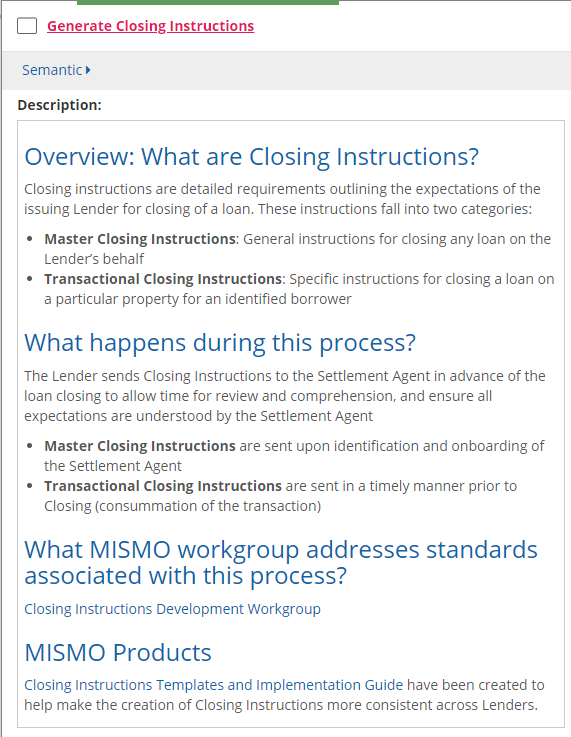 Generate Closing Instructions
Semantic
Description:
Overview: What are Closing Instructions?
Closing instructions are detailed requirements outlining the expectations of the
issuing Lender for closing of a loan. These instructions fall into two categories:
• Master Closing Instructions: General instructions for closing any loan on the
Lender’s behalf
• Transactional Closing Instructions: Specific instructions for closing a loan on
a particular property for an identified borrower
What happens during this process?
The Lender sends Closing Instructions to the Settlement Agent in advance of the
loan closing to allow time for review and comprehension, and ensure all
expectations are understood by the Settlement Agent
• Master Closing Instructions are sent upon identification and onboarding of
the Settlement Agent
• Transactional Closing Instructions are sent in a timely manner prior to
Closing (consummation of the transaction)
What MISMO workgroup addresses standards
associated with this process?
Closing Instructions Development Workgroup
MISMO Products
Closing Instructions Templates and Implementation Guide have been created to
help make the creation of Closing Instructions more consistent across Lenders.